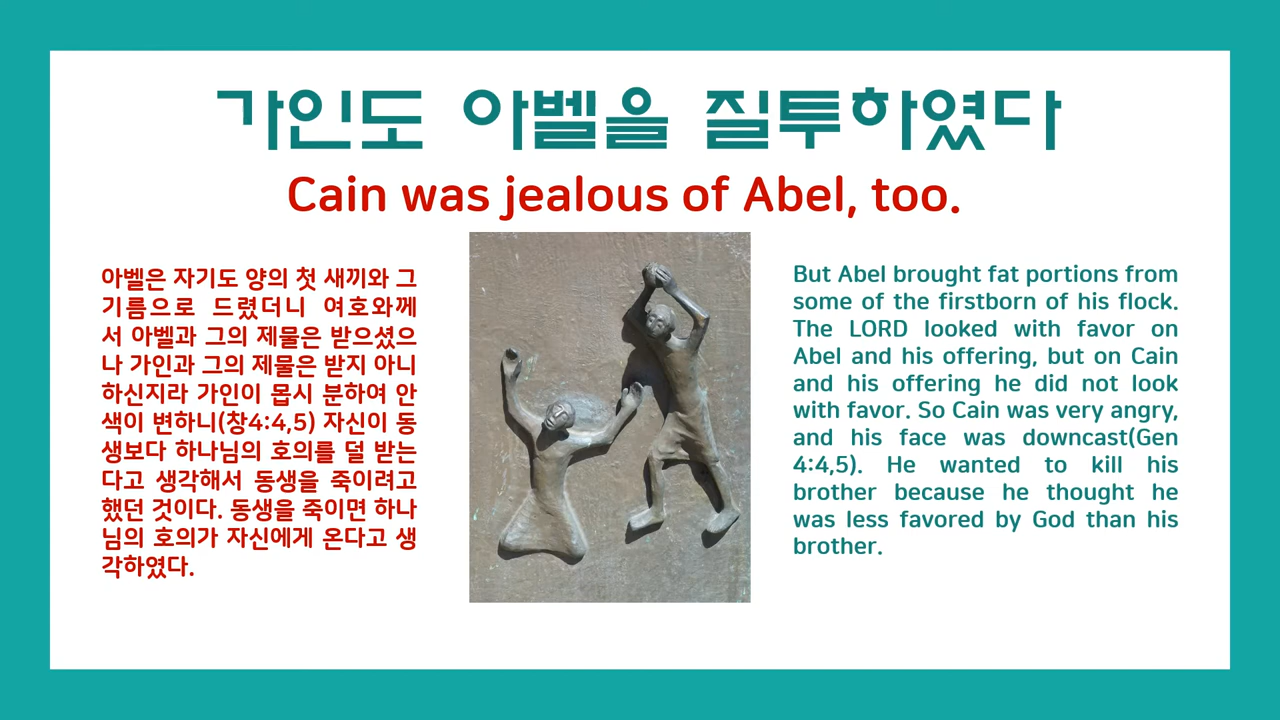 가인도 아벨을 질투하였다
Cain was jealous of Abel, too.
아벨은 자기도 양의 첫 새끼와 그
기름으로 드렸더니 여호와께
서 아벨과 그의 제물은 받으셨으
나 가인과 그의 제물은 받지 아니
하신지라 가인이 몹시 분하여 안
색이 변하니(창4:4,5) 자신이 동
생보다 하나님의 호의를 덜 받는
다고 생각해서 동생을 죽이려고
했던 것이다. 동생을 죽이면 하나
님의 호의가 자신에게 온다고 생
각하였다.
But Abel brought fat portions from
some of the firstborn of his flock.
The LORD looked with favor on
Abel and his offering, but on Cain
and his offering he did not look
with favor. So Cain was very angry,
and his face was downcast(Gen
4:4,5). He wanted to kill his
brother because he thought he
was less favored by God than his
brother.